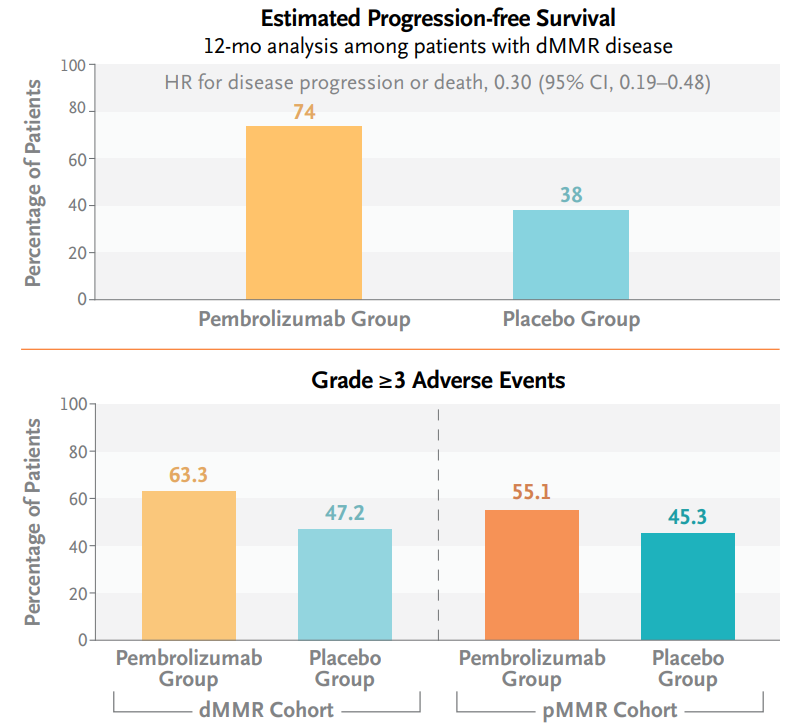 Estimated Progression-free Survival
12-mo analysis among patients with dMMR disease
Percentage of Patients
100
80
60
40
20
0
HR for disease progression or death, 0.30 (95% CI, 0.19–0.48)
74
38
Pembrolizumab Group
Placebo Group
Grade ≥3 Adverse Events
Percentage of Patients
100
80
60
40
20
0
63.3
47.2
55.1
45.3
Pembrolizumab
Group
Placebo
Group
Pembrolizumab
Group
Placebo
Group
dMMR Cohort
pMMR Cohort